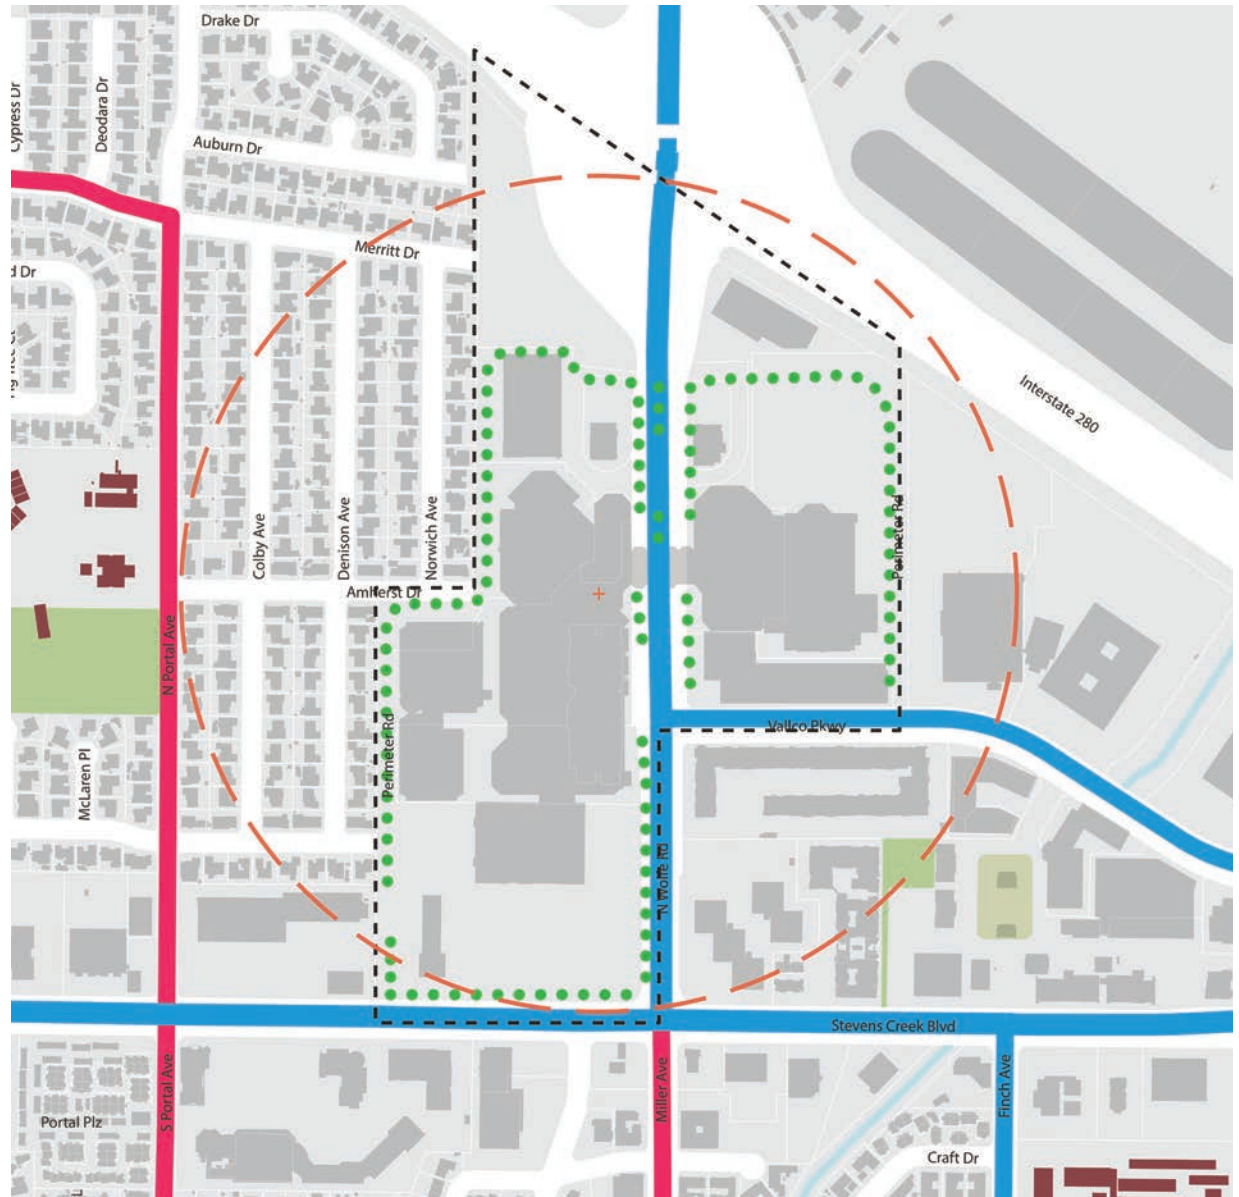 Drake Dr
Cypress Dr
Deodara Dr
Auburn Dr
Merritt Dr
d Dr
Interstate 280
Colby Ave
Denison Ave
Norwich Ave
Perimeter Rd
Amherst Dr
N Portal Ave
Vallco Pkwy
Perimeter Rd
McLaren Pl
N Wolfe Rd
Stevens Creek Blvd
S Portal Ave
Miller Ave
Finch Ave
Portal Plz
Craft Dr